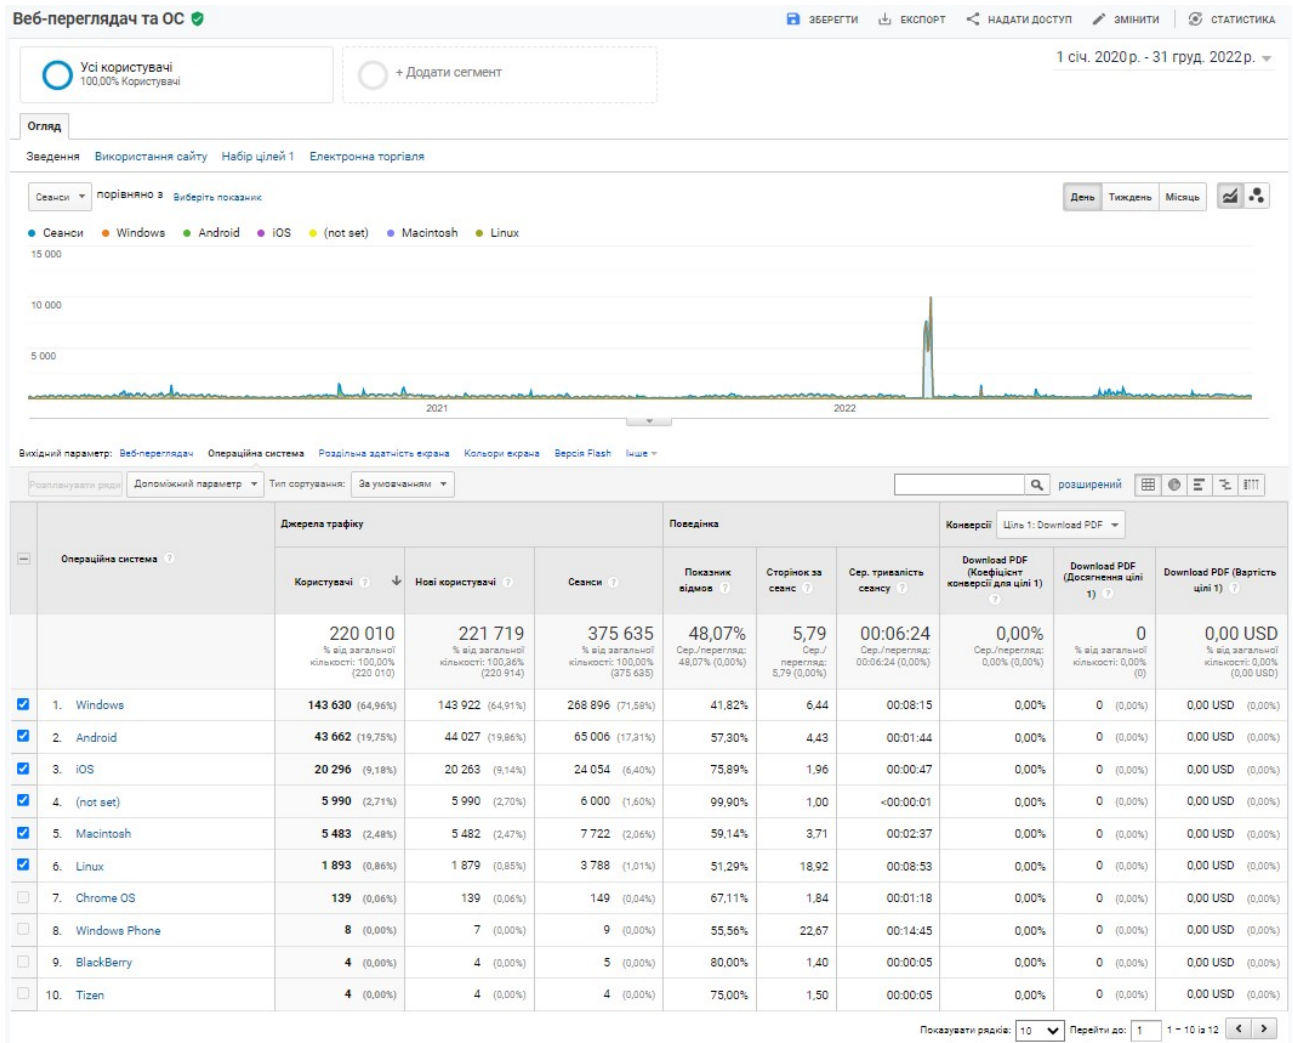 Веб-переглядач та ОС
ЗБЕРЕГТИ ЕКСПОРТ НАДАТИ ДОСТУП ЗМІНИТИ СТАТИСТИКА
Усі користувачі
100,00% Користувачі
+ Додати сегмент
1 січ. 2020 р. - 31 груд. 2022 р.
Огляд
Зведення Використання сайту Набір цілей 1 Електронна торгівля
Сеанси порівняно з Виберіть показник
День Тиждень Місяць
Сеанси Windows Android iOS (not set) Macintosh Linux
15 000
10 000
5 000
2021 2022
Вихідний параметр: Веб-переглядач Операційна система Роздільна здатність екрана Кольори екрана Версія Flash Інше
Розпланувати ряди Допоміжний параметр Тип сортування: За умовчанням
розширений
Операційна система
Джерела трафіку Поведінка Конверсії Ціль 1: Download PDF
Користувачі Нові користувачі Сеанси Показник відмов Сторінок за сеанс Сер. тривалість сеансу Download PDF (Коефіцієнт конверсії для цілі 1) Download PDF (Досягнення цілі 1) Download PDF (Вартість цілі 1)
220 010 221 719 375 635 48,07% 5,79 00:06:24 0,00% 0 0,00 USD
% від загальної кількості: 100,00% (220 010) % від загальної кількості: 100,36% (220 914) % від загальної кількості: 100,00% (375 635) Сер./перегляд: 48,07% (0,00%) Сер./перегляд: 5,79 (0,00%) Сер./перегляд: 00:06:24 (0,00%) Сер./перегляд: 0,00% (0,00%) % від загальної кількості: 0,00% (0) % від загальної кількості: 0,00% (0,00 USD)
1. Windows 143 630 (64,96%) 143 922 (64,91%) 268 896 (71,58%) 41,82% 6,44 00:08:15 0,00% 0 (0,00%) 0,00 USD (0,00%)
2. Android 43 662 (19,75%) 44 027 (19,86%) 65 006 (17,31%) 57,30% 4,43 00:01:44 0,00% 0 (0,00%) 0,00 USD (0,00%)
3. iOS 20 296 (9,18%) 20 263 (9,14%) 24 054 (6,40%) 75,89% 1,96 00:00:47 0,00% 0 (0,00%) 0,00 USD (0,00%)
4. (not set) 5 990 (2,71%) 5 990 (2,70%) 6 000 (1,60%) 99,90% 1,00 <00:00:01 0,00% 0 (0,00%) 0,00 USD (0,00%)
5. Macintosh 5 483 (2,48%) 5 482 (2,47%) 7 722 (2,06%) 59,14% 3,71 00:02:37 0,00% 0 (0,00%) 0,00 USD (0,00%)
6. Linux 1 893 (0,86%) 1 879 (0,85%) 3 788 (1,01%) 51,29% 18,92 00:08:53 0,00% 0 (0,00%) 0,00 USD (0,00%)
7. Chrome OS 139 (0,06%) 139 (0,06%) 149 (0,04%) 67,11% 1,84 00:01:18 0,00% 0 (0,00%) 0,00 USD (0,00%)
8. Windows Phone 8 (0,00%) 7 (0,00%) 9 (0,00%) 55,56% 22,67 00:14:45 0,00% 0 (0,00%) 0,00 USD (0,00%)
9. BlackBerry 4 (0,00%) 4 (0,00%) 5 (0,00%) 80,00% 1,40 00:00:05 0,00% 0 (0,00%) 0,00 USD (0,00%)
10. Tizen 4 (0,00%) 4 (0,00%) 4 (0,00%) 75,00% 1,50 00:00:05 0,00% 0 (0,00%) 0,00 USD (0,00%)
Показувати рядків: 10 Перейти до: 1 1 – 10 із 12